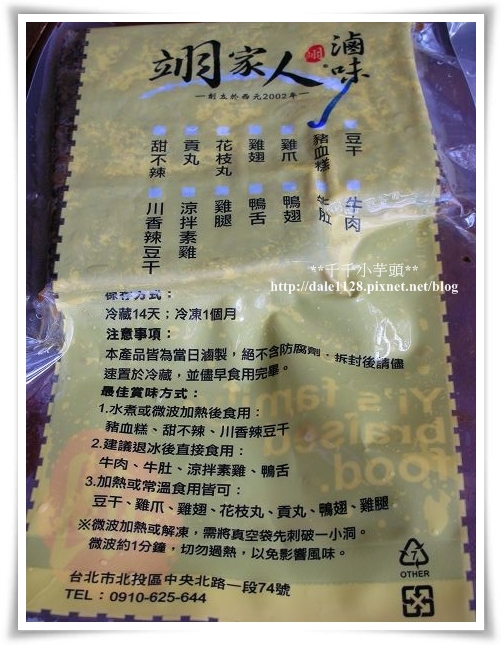 翊家人滷味
翊
—創立於西元2002年—
豆干
豬血糕
雞爪
雞翅
花枝丸
貢丸
甜不辣
牛肉
牛肚
鴨翅
鴨舌
雞腿
涼拌素雞
川香辣豆干
**千千小芋頭**
http://dale1128.pixnet.net/blog
保存方式：
冷藏14天；冷凍1個月
注意事項：
本產品皆為當日滷製，絕不含防腐劑．拆封後請儘
速置於冷藏，並儘早食用完畢。
最佳賞味方式：
1.水煮或微波加熱後食用：
豬血糕、甜不辣、川香辣豆干
2.建議退冰後直接食用：
牛肉、牛肚、涼拌素雞、鴨舌
3.加熱或常溫食用皆可：
豆干、雞爪、雞翅、花枝丸、貢丸、鴨翅、雞腿
※微波加熱或解凍，需將真空袋先刺破一小洞。
微波約1分鐘，切勿過熱，以免影響風味。
Yi's family
braised
food.
台北市北投區中央北路一段74號
TEL：0910-625-644
7
OTHER